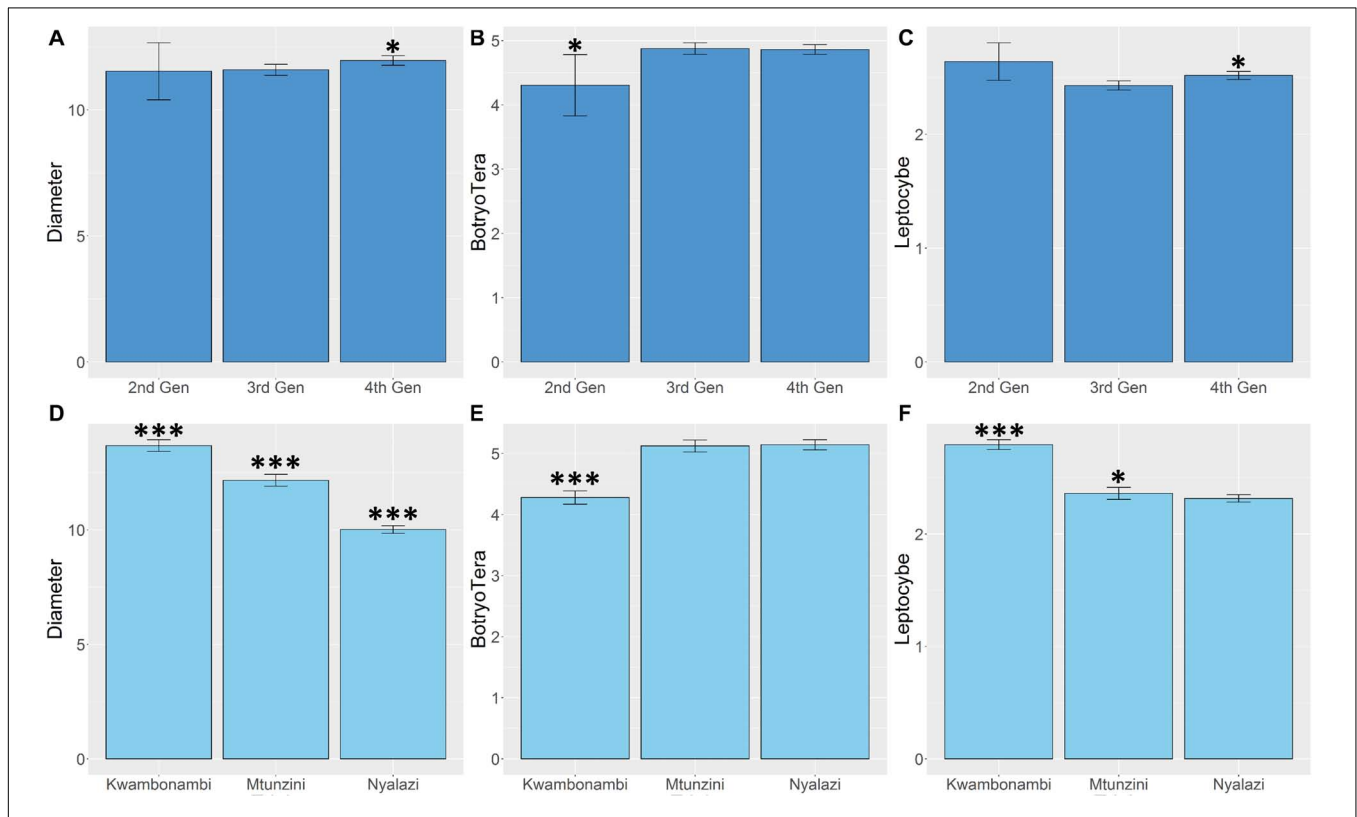 A
*
Diameter
10
5
0
2nd Gen 3rd Gen 4th Gen
B
*
BotryoTera
5
4
3
2
1
0
2nd Gen 3rd Gen 4th Gen
C
*
Leptocybe
2
1
0
2nd Gen 3rd Gen 4th Gen
D
*** *** ***
Diameter
10
5
0
Kwambonambi Mtunzini Nyalazi
E
***
BotryoTera
5
4
3
2
1
0
Kwambonambi Mtunzini Nyalazi
F
*** *
Leptocybe
2
1
0
Kwambonambi Mtunzini Nyalazi